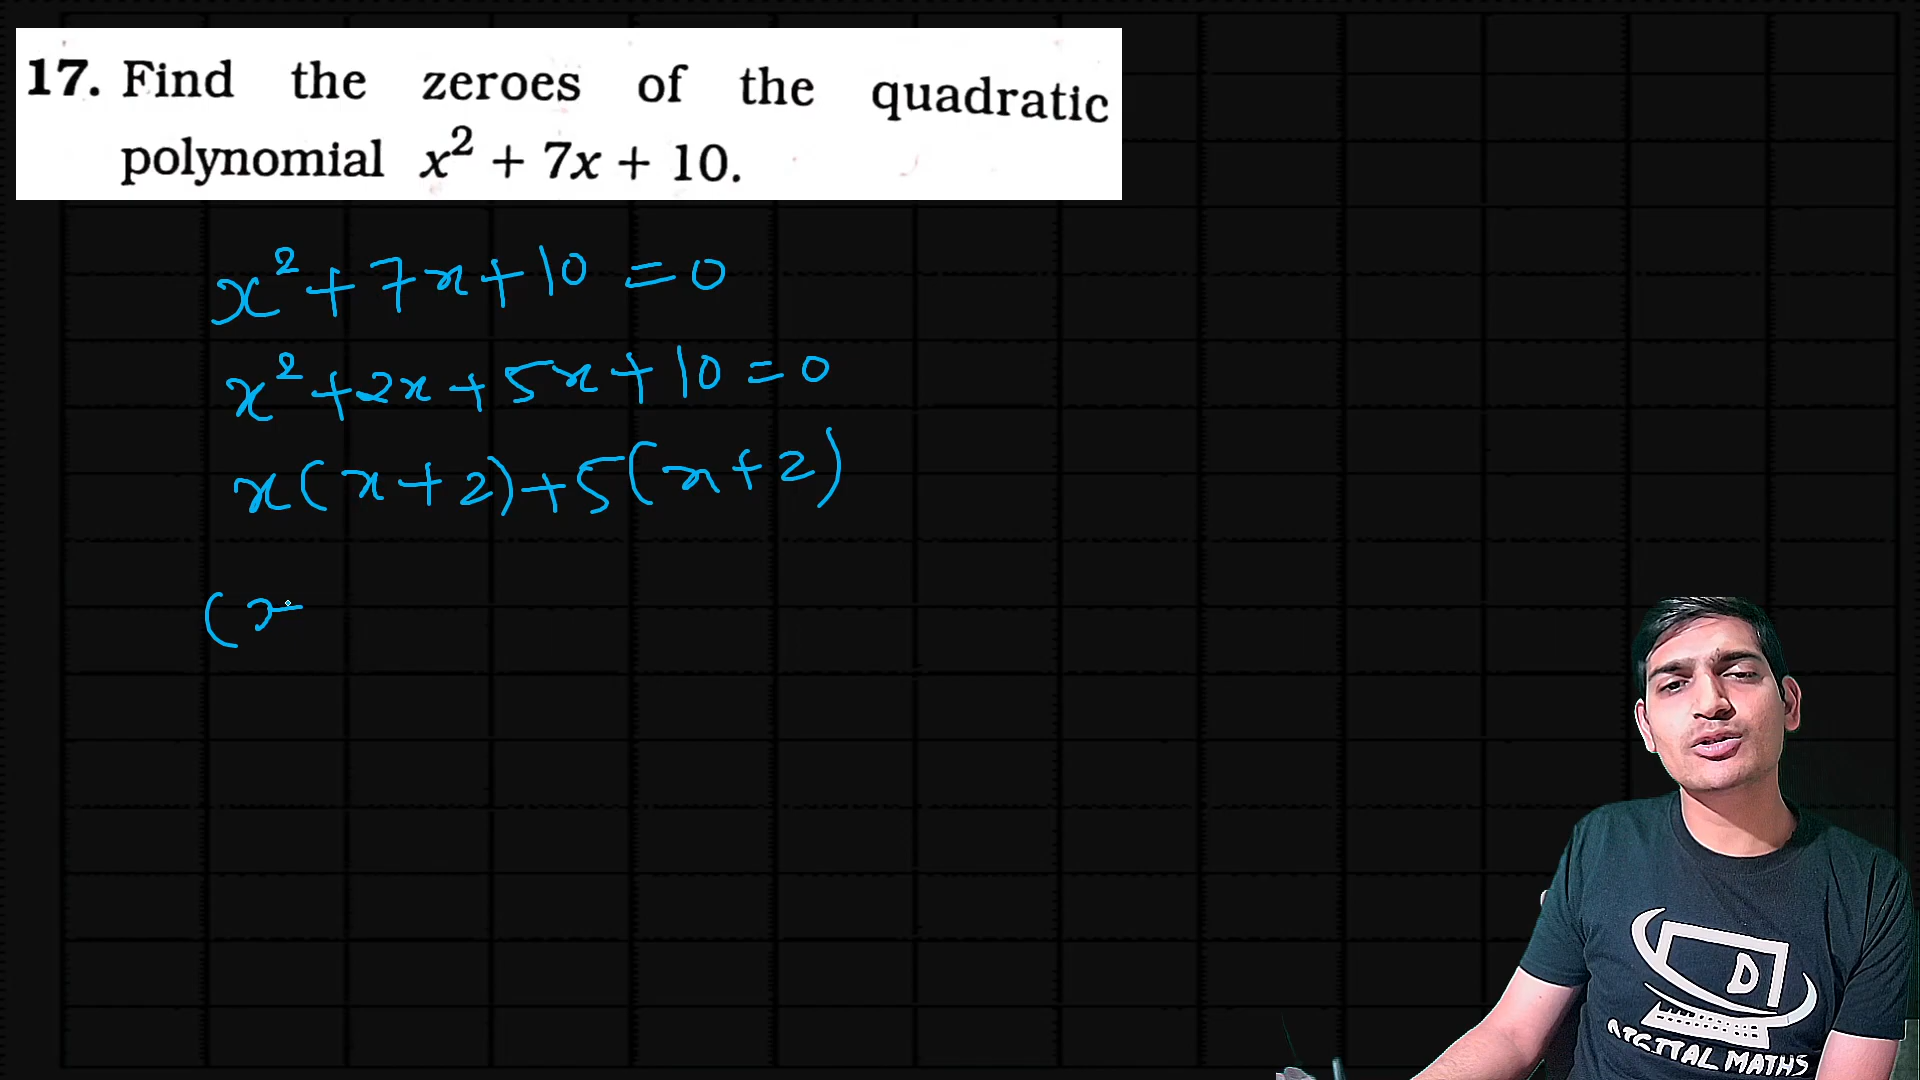 17. Find the zeroes of the quadratic
polynomial x² + 7x + 10.
x² + 7x + 10 = 0
x² + 2x + 5x + 10 = 0
x(x + 2) + 5(x + 2)
(x
D
DIGITAL MATHS